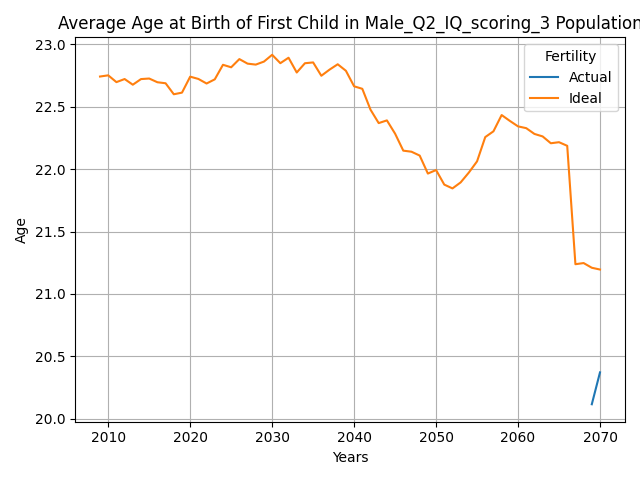 Average Age at Birth of First Child in Male_Q2_IQ_scoring_3 Population
Fertility
Actual
Ideal
Age
23.0
22.5
22.0
21.5
21.0
20.5
20.0
2010 2020 2030 2040 2050 2060 2070
Years